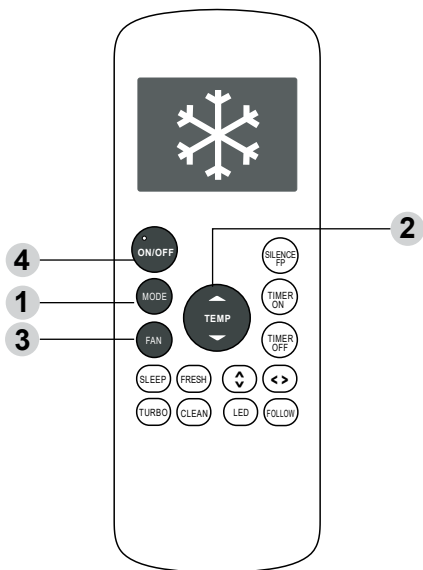 2
ON/OFF
SILENCE
FP
4
MODE
TIMER
ON
1
TEMP
3
FAN
TIMER
OFF
SLEEP FRESH
TURBO CLEAN LED FOLLOW